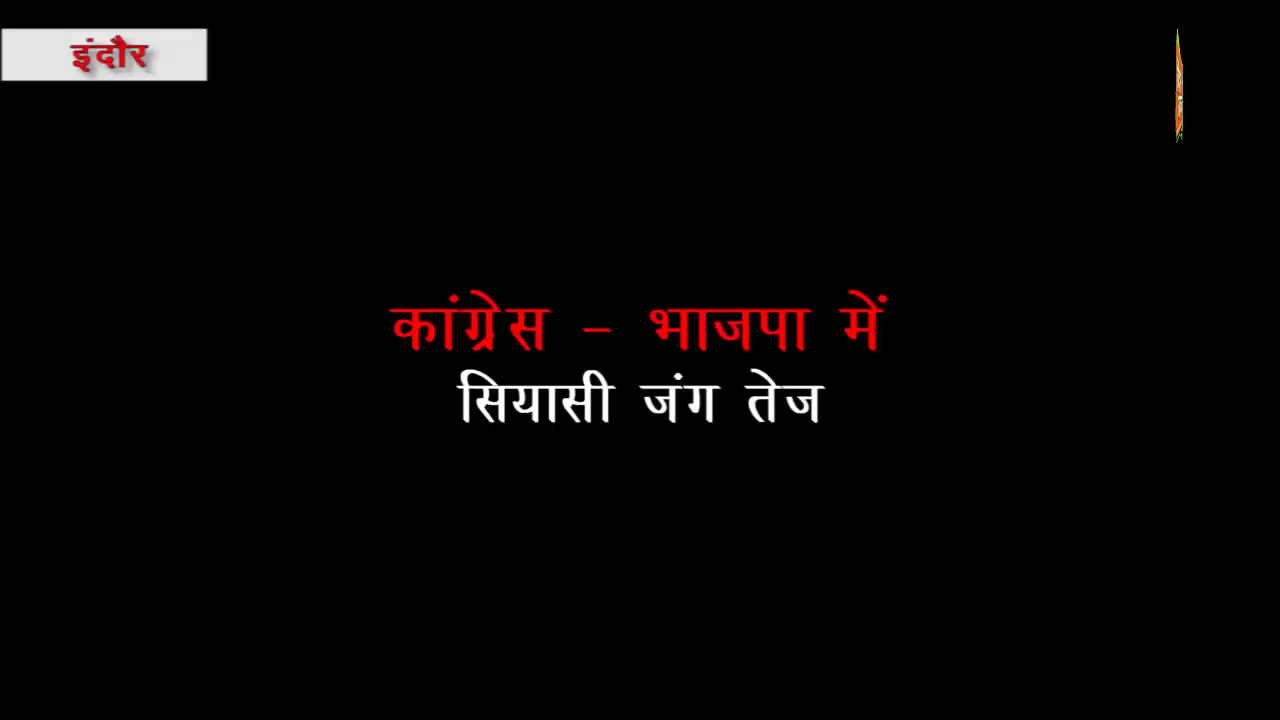 इंदौर
कांग्रेस - भाजपा में
सियासी जंग तेज